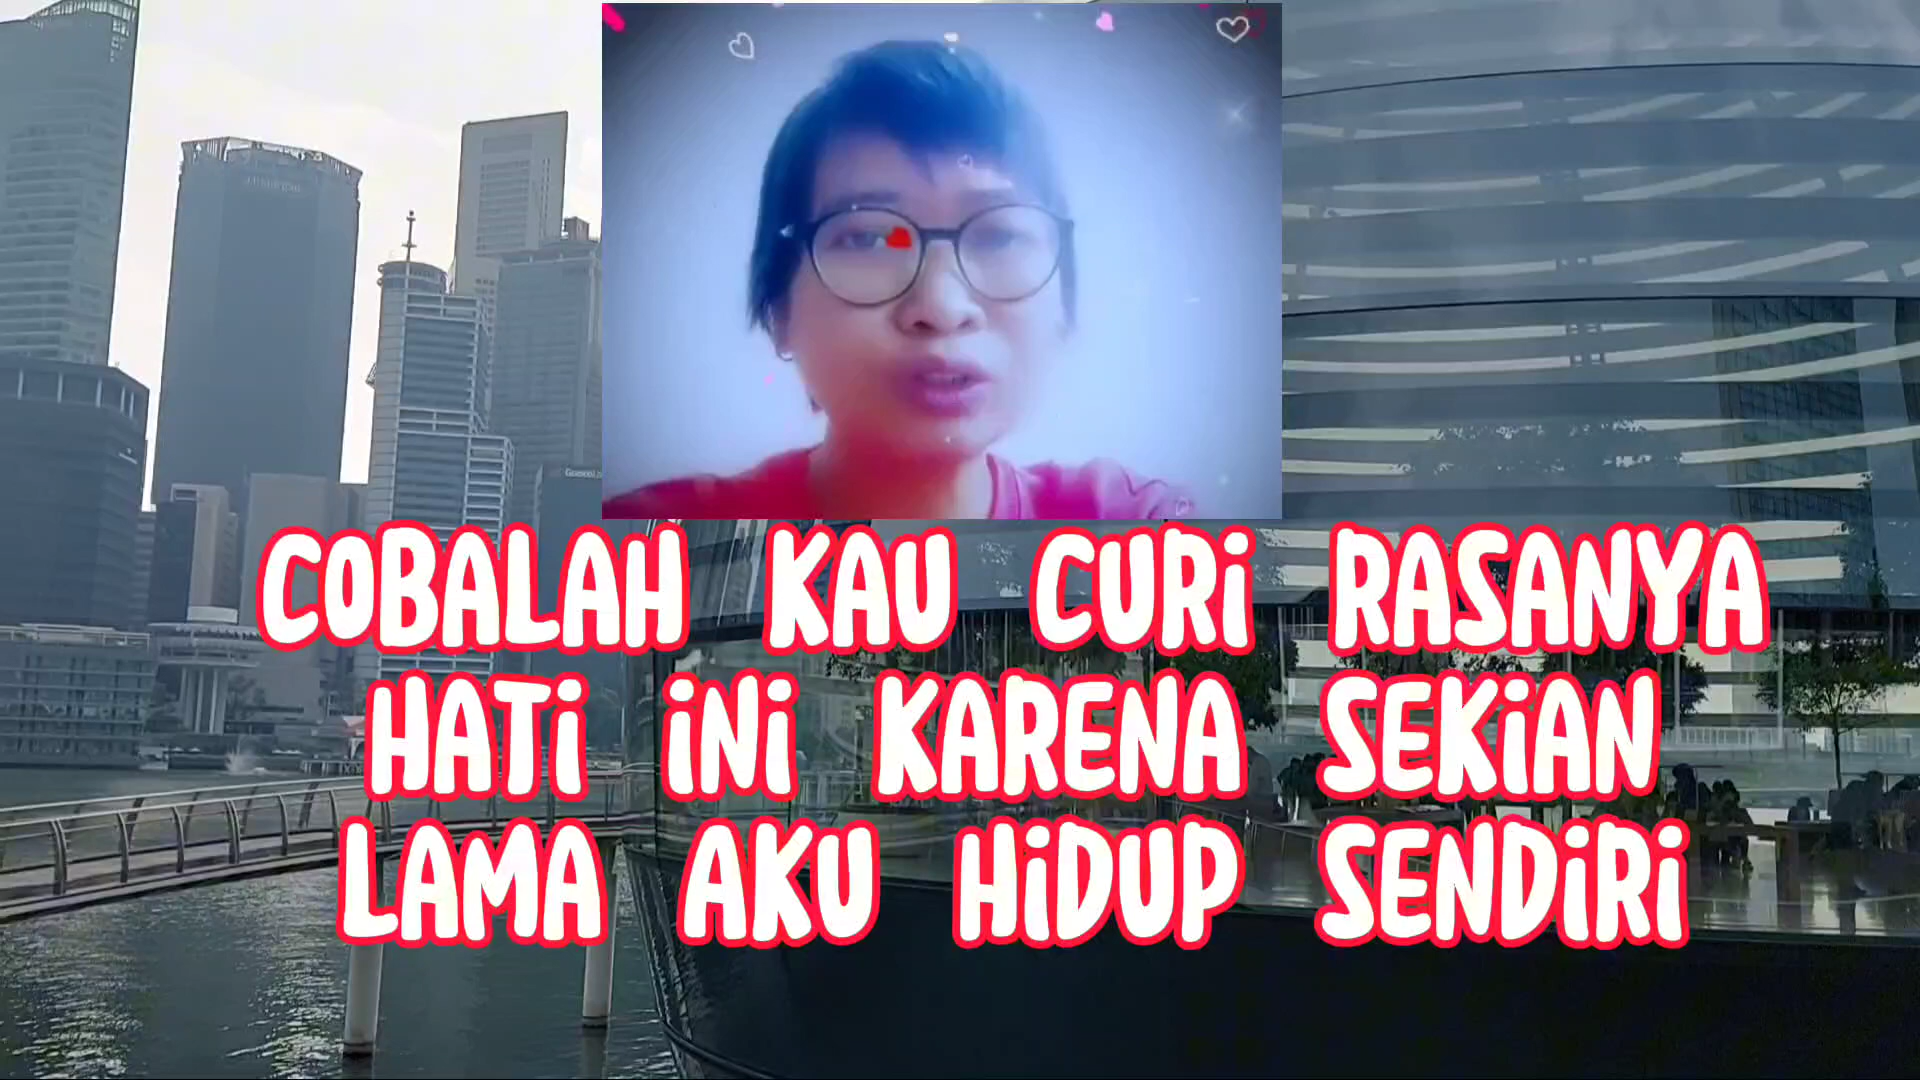 COBALAH KAU CURI RASANYA
HATI INI KARENA SEKIAN
LAMA AKU HIDUP SENDIRI